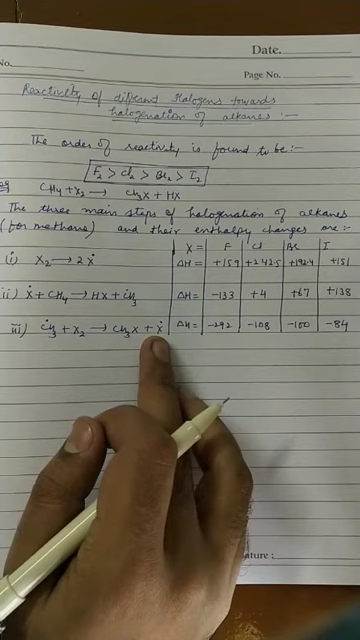 Date.
No.
Page No.
Reactivity of different Halogens towards
halogenation of alkanes :-
The order of reactivity is found to be:-
F₂ > Cl₂ > Br₂ > I₂
eg CH₄ + X₂ → CH₃X + HX
The three main steps of halogenation of alkanes
(for methane) and their enthalpy changes are :-
X = F Cl Br I
(i) X₂ → 2Ẋ ΔH = +159 +242.5 +192.4 +151
ii) Ẋ + CH₄ → HX + ĊH₃ ΔH = -133 +4 +67 +138
iii) ĊH₃ + X₂ → CH₃X + Ẋ ΔH = -292 -108 -100 -84
ature :